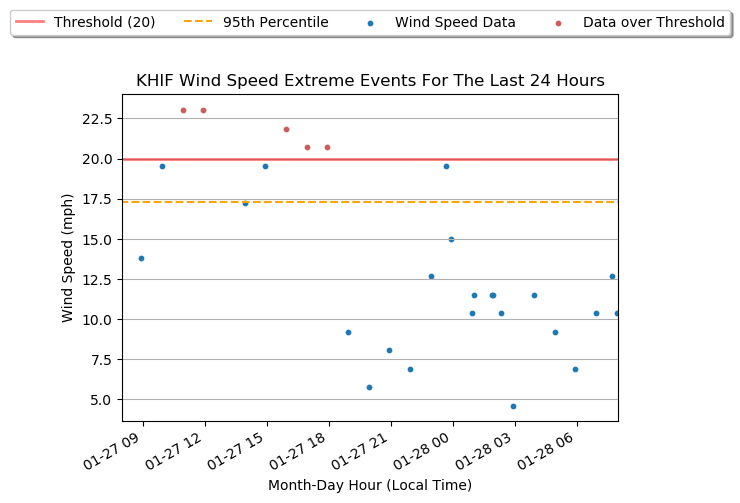 Threshold (20) 95th Percentile Wind Speed Data Data over Threshold
KHIF Wind Speed Extreme Events For The Last 24 Hours
22.5
20.0
17.5
15.0
12.5
10.0
7.5
5.0
Wind Speed (mph)
01-27 09 01-27 12 01-27 15 01-27 18 01-27 21 01-28 00 01-28 03 01-28 06
Month-Day Hour (Local Time)